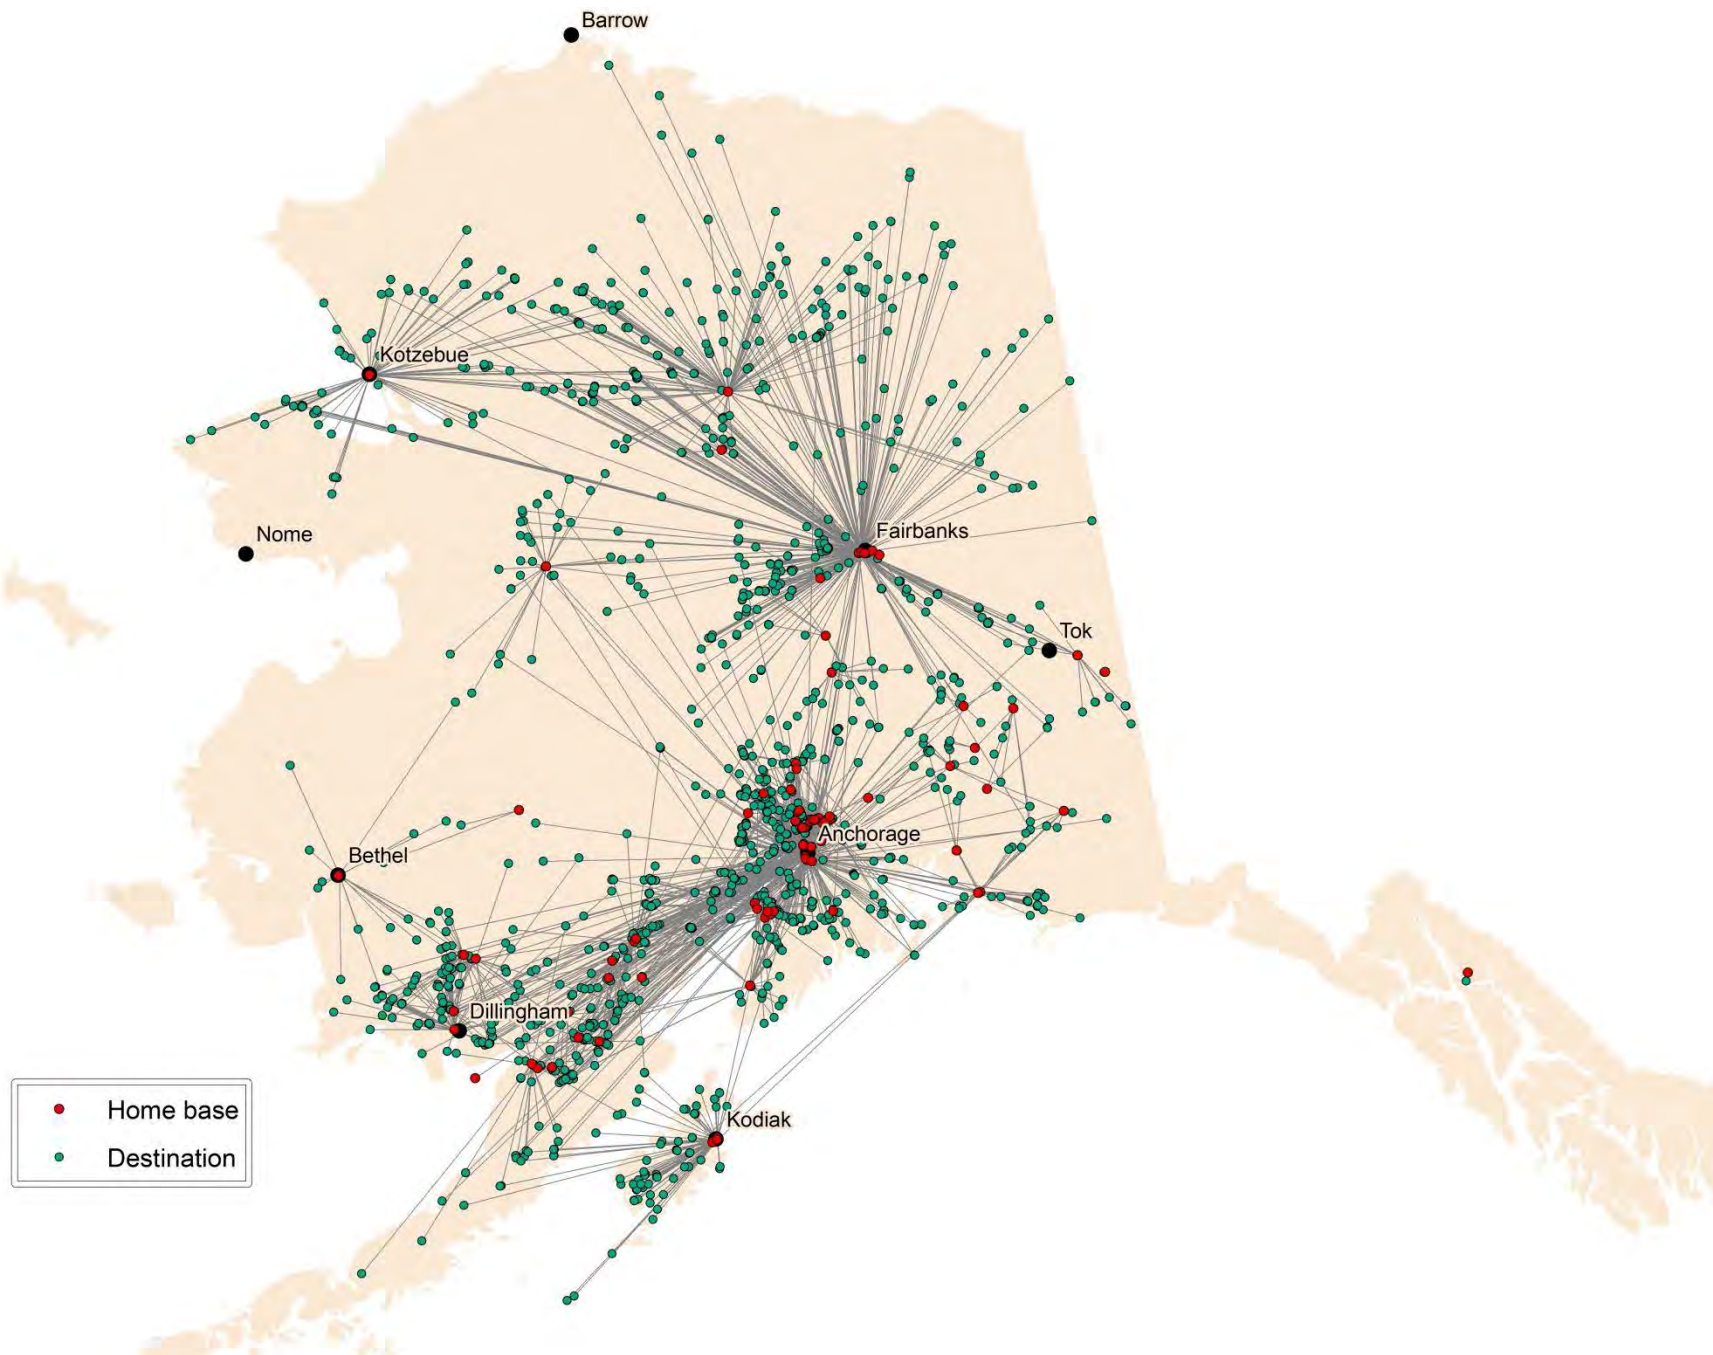 Barrow
Kotzebue
Nome
Fairbanks
Tok
Anchorage
Bethel
Dillingham
Kodiak
Home base
Destination